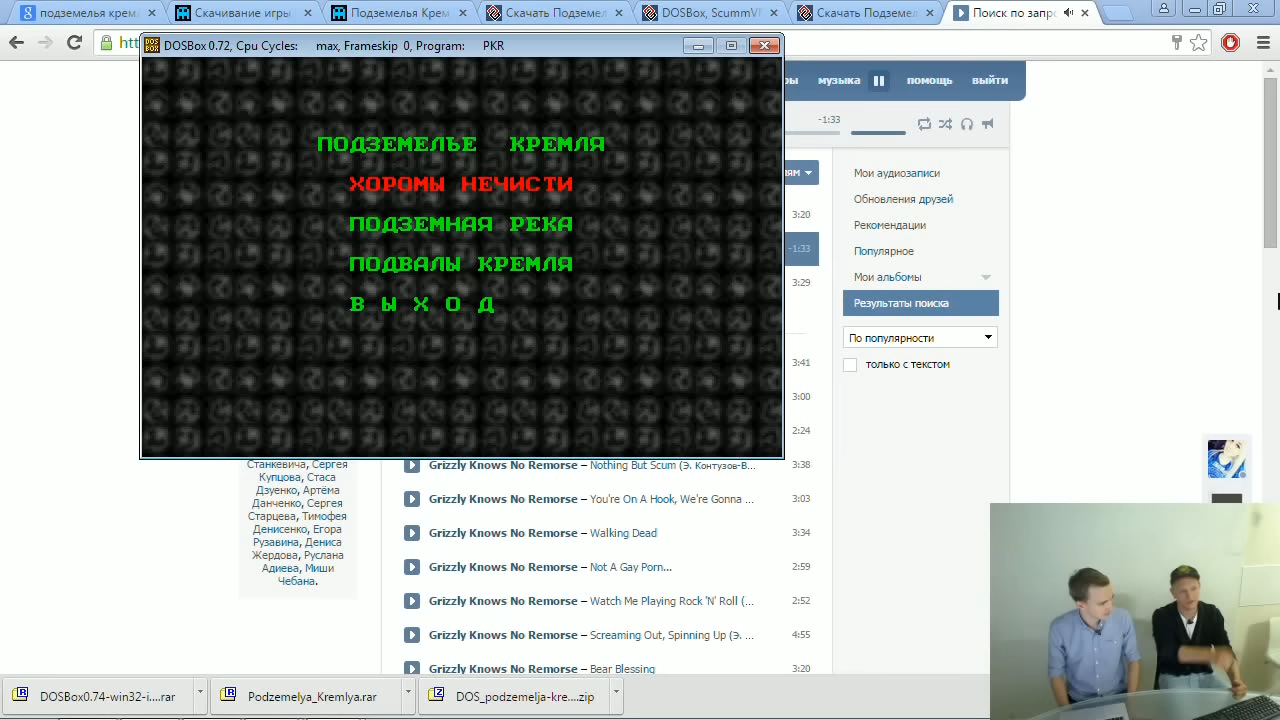 подземелья кремл
Скачивание игры
Подземелья Крем
Скачать Подземел
DOSBox, ScummVM
Скачать Подземел
Поиск по запро
htt
DOSBox 0.72, Cpu Cycles: max, Frameskip 0, Program: PKR
ПОДЗЕМЕЛЬЕ КРЕМЛЯ
ХОРОМЫ НЕЧИСТИ
ПОДЗЕМНАЯ РЕКА
ПОДВАЛЫ КРЕМЛЯ
В Ы Х О Д
музыка
помощь
выйти
-1:33
3:20
-1:33
3:29
3:41
3:00
2:24
Мои аудиозаписи
Обновления друзей
Рекомендации
Популярное
Мои альбомы
Результаты поиска
По популярности
только с текстом
Станкевича, Сергея
Купцова, Стаса
Дзуенко, Артёма
Данченко, Сергея
Старцева, Тимофея
Денисенко, Егора
Рузавина, Дениса
Жердова, Руслана
Адиева, Миши
Чебана.
Grizzly Knows No Remorse – Nothing But Scum (Э. Контузов-В... 3:38
Grizzly Knows No Remorse – You're On A Hook, We're Gonna ... 3:03
Grizzly Knows No Remorse – Walking Dead 3:34
Grizzly Knows No Remorse – Not A Gay Porn... 2:59
Grizzly Knows No Remorse – Watch Me Playing Rock 'N' Roll (... 2:52
Grizzly Knows No Remorse – Screaming Out, Spinning Up (Э. ... 4:55
Grizzly Knows No Remorse – Bear Blessing 3:20
DOSBox0.74-win32-i....rar
Podzemelya_Kremlya.rar
DOS_podzemelja-kre....zip